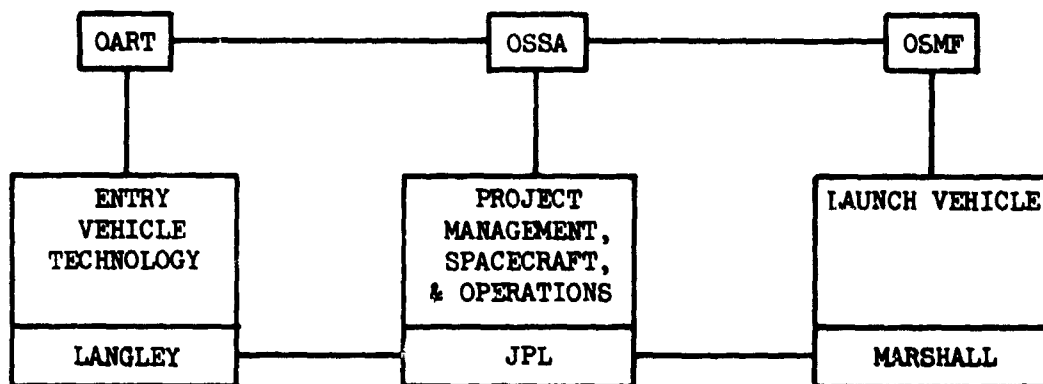 OART
OSSA
OSMF
ENTRY
VEHICLE
TECHNOLOGY
LANGLEY
PROJECT
MANAGEMENT,
SPACECRAFT,
& OPERATIONS
JPL
LAUNCH VEHICLE
MARSHALL